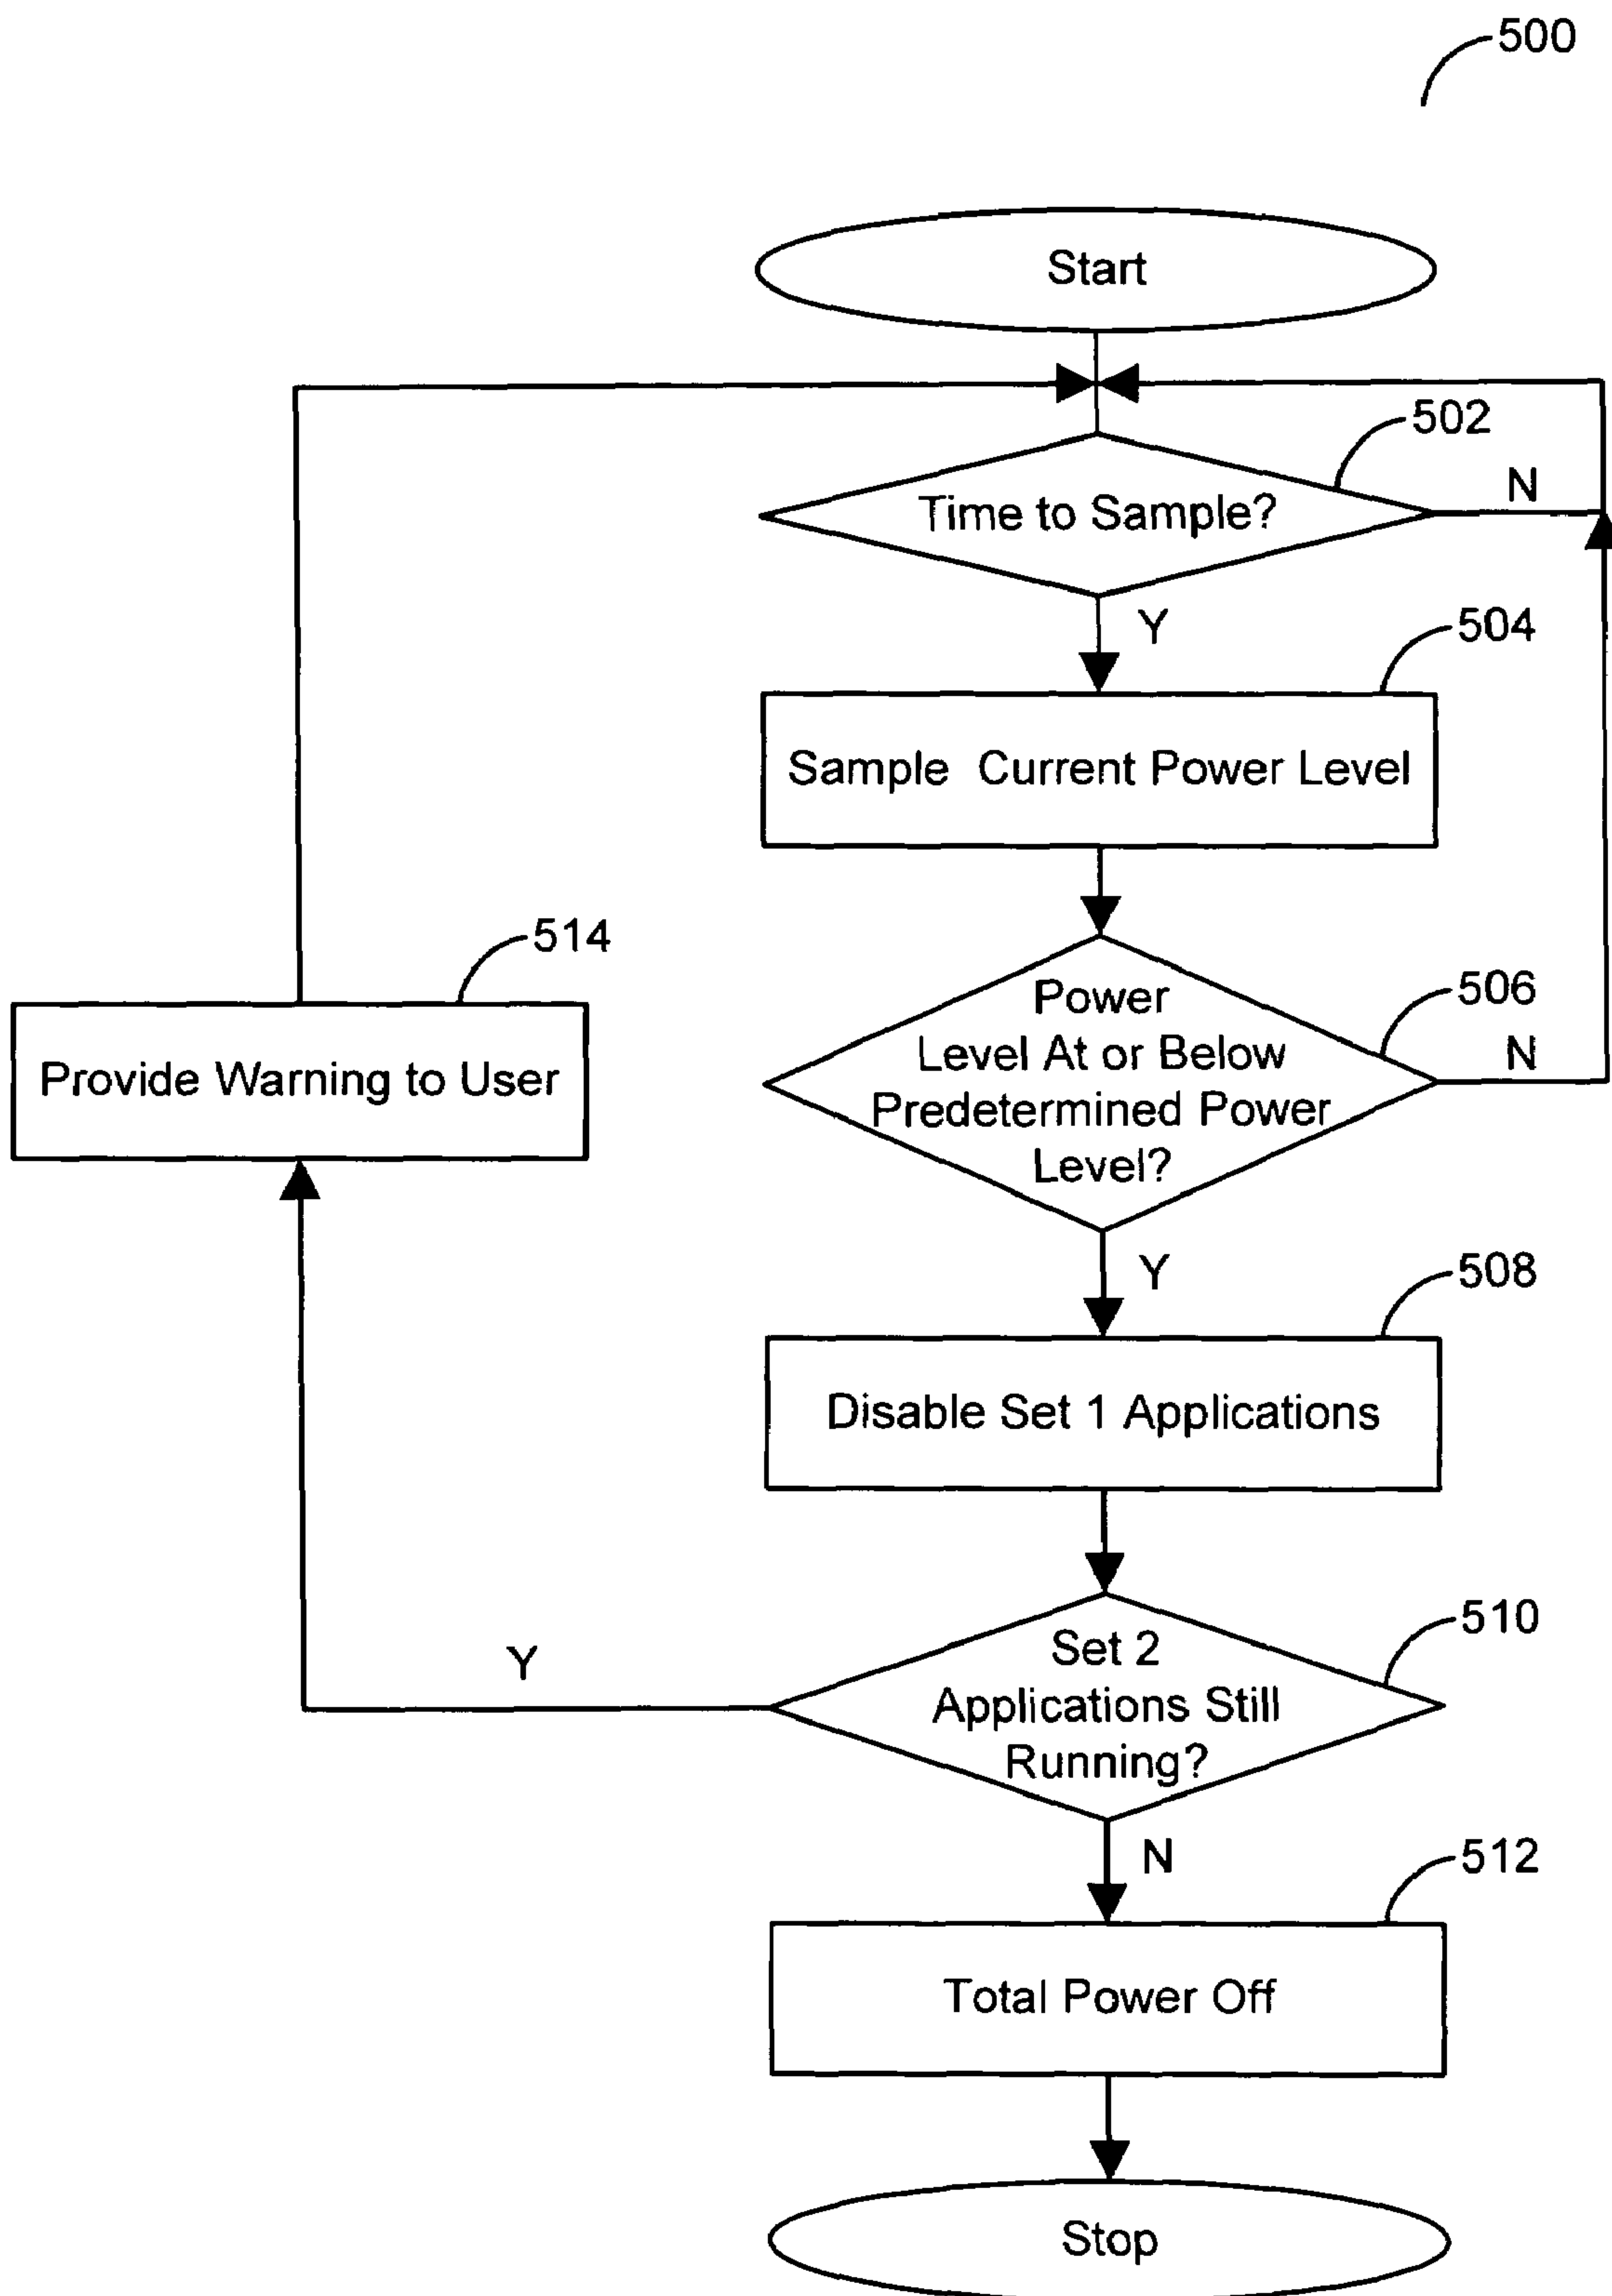 500
Start
502
Time to Sample?
N
Y
504
Sample Current Power Level
514
Provide Warning to User
506
Power
Level At or Below
Predetermined Power
Level?
N
Y
508
Disable Set 1 Applications
510
Set 2
Applications Still
Running?
Y
N
512
Total Power Off
Stop